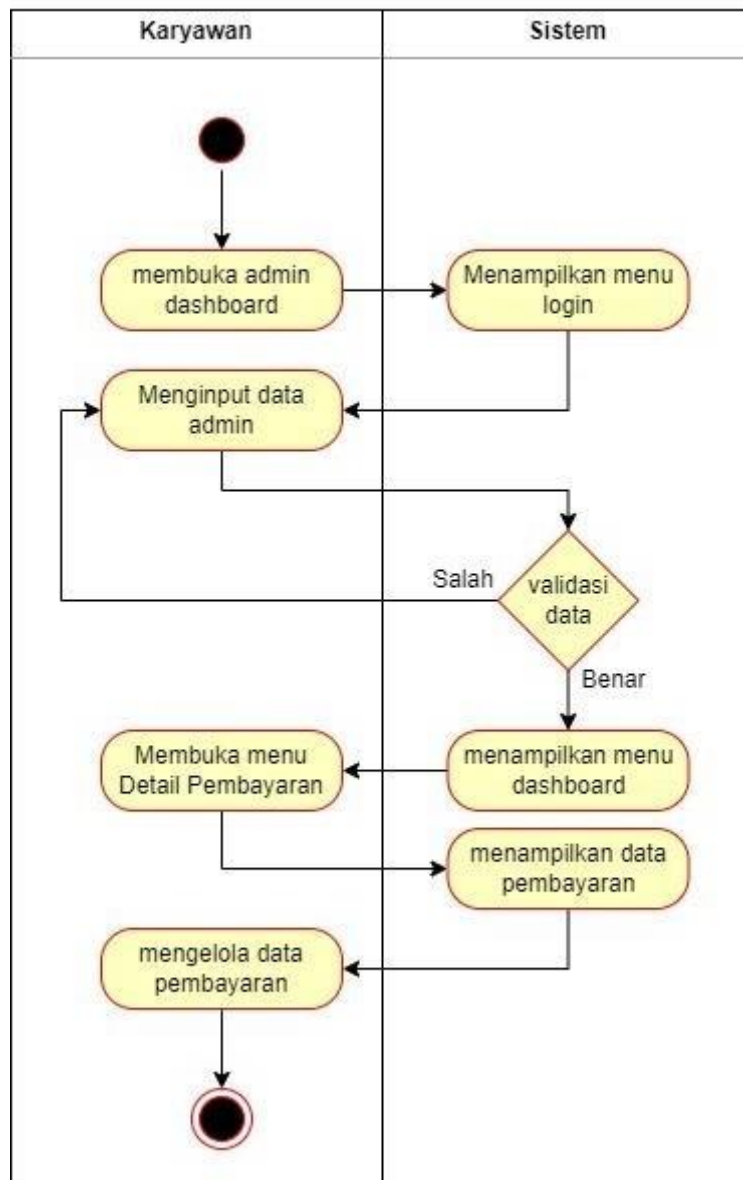 Karyawan
Sistem
membuka admin
dashboard
Menampilkan menu
login
Menginput data
admin
validasi
data
Salah
Benar
menampilkan menu
dashboard
Membuka menu
Detail Pembayaran
menampilkan data
pembayaran
mengelola data
pembayaran